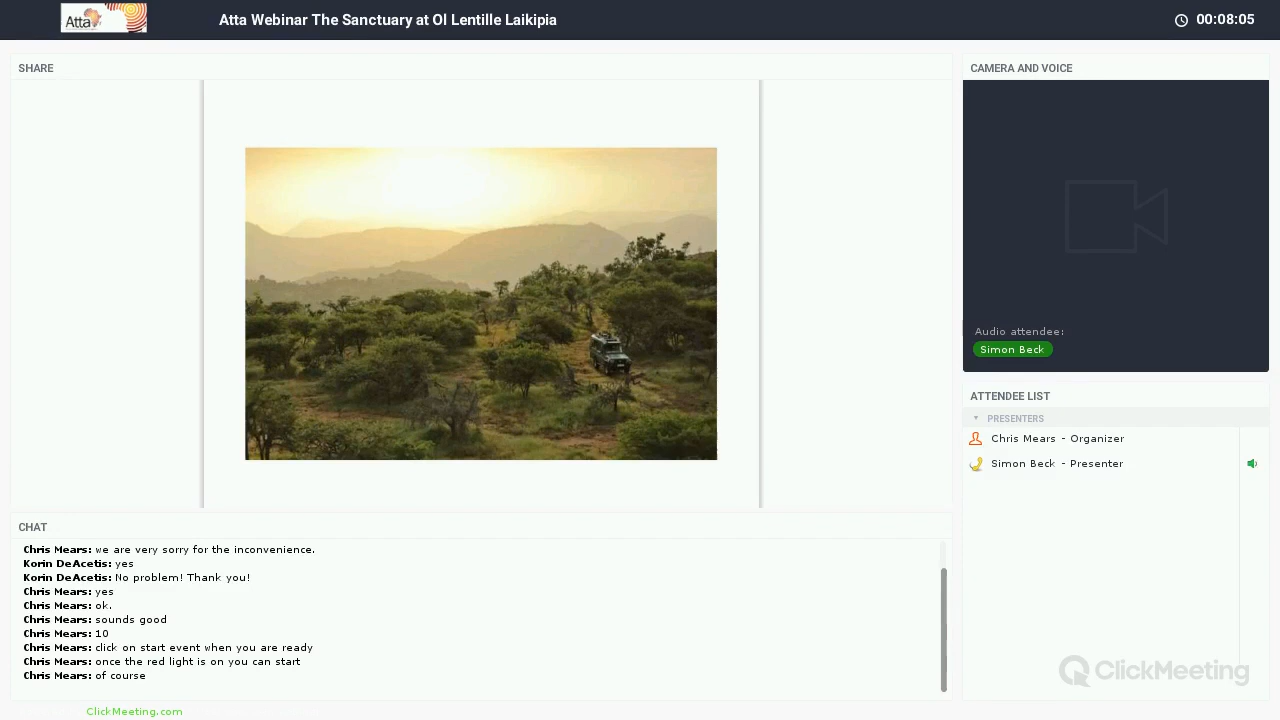 Atta
Atta Webinar The Sanctuary at Ol Lentille Laikipia
00:08:05
SHARE
CAMERA AND VOICE
Audio attendee:
Simon Beck
ATTENDEE LIST
PRESENTERS
Chris Mears - Organizer
Simon Beck - Presenter
CHAT
Chris Mears: we are very sorry for the inconvenience.
Korin DeAcetis: yes
Korin DeAcetis: No problem! Thank you!
Chris Mears: yes
Chris Mears: ok.
Chris Mears: sounds good
Chris Mears: 10
Chris Mears: click on start event when you are ready
Chris Mears: once the red light is on you can start
Chris Mears: of course
ClickMeeting
ClickMeeting.com